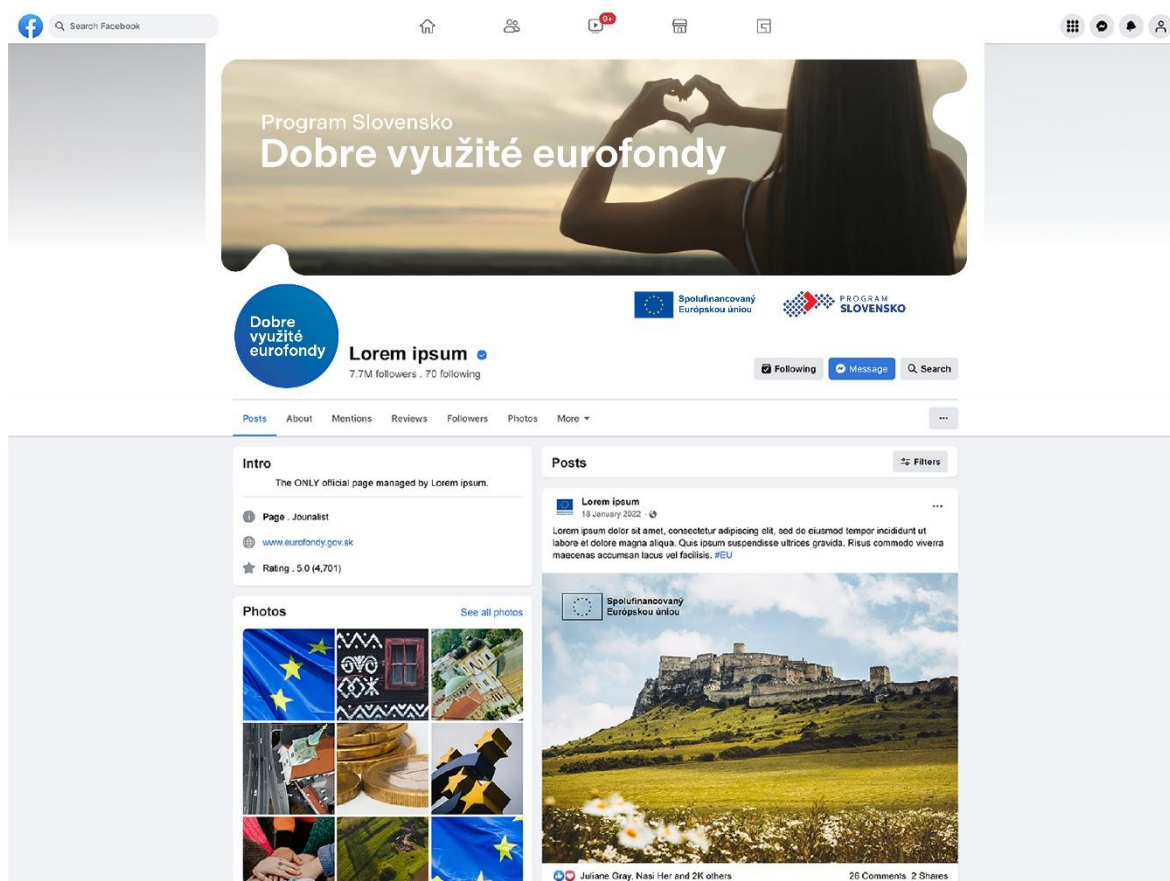 Search Facebook
9+
Program Slovensko
Dobre využité eurofondy
Dobre
využité
eurofondy
Spolufinancovaný
Európskou úniou
PROGRAM
SLOVENSKO
Lorem ipsum
7.7M followers . 70 following
Following
Message
Search
Posts
About
Mentions
Reviews
Followers
Photos
More
Intro
The ONLY official page managed by Lorem ipsum.
Page . Jounalist
www.eurofondy.gov.sk
Rating . 5.0 (4,701)
Photos
See all photos
Posts
Filters
Lorem ipsum
18 January 2022 ·
Lorem ipsum dolor sit amet, consectetur adipiscing elit, sed do eiusmod tempor incididunt ut
labore et dolore magna aliqua. Quis ipsum suspendisse ultrices gravida. Risus commodo viverra
maecenas accumsan lacus vel facilisis. #EU
Spolufinancovaný
Európskou úniou
Juliane Gray, Nasi Her and 2K others
26 Comments 2 Shares